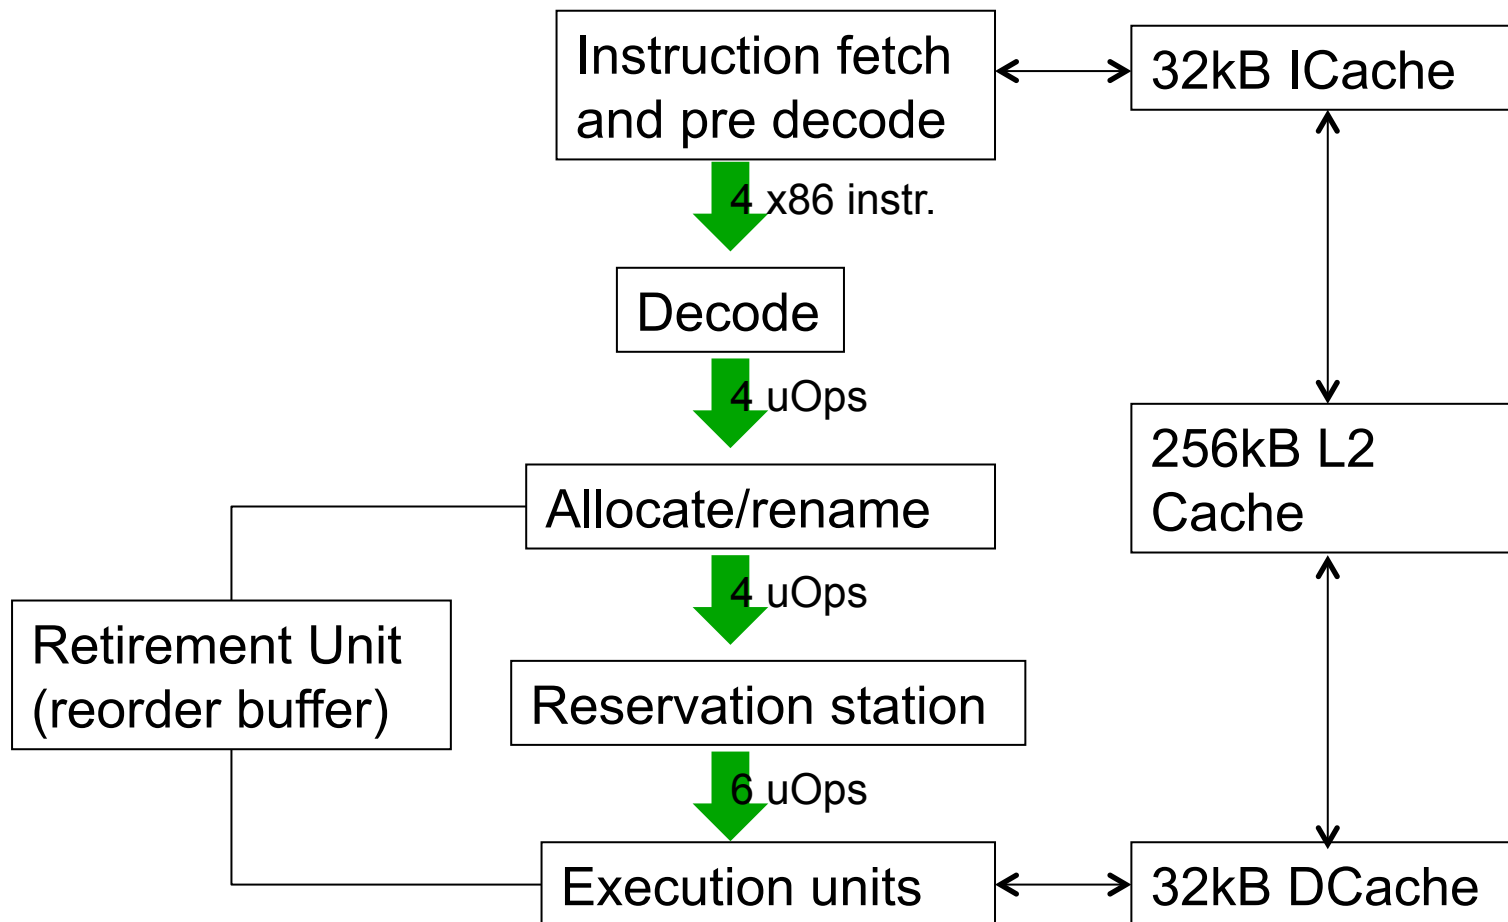 Instruction fetch
and pre decode
32kB ICache
4 x86 instr.
Decode
4 uOps
256kB L2
Cache
Allocate/rename
4 uOps
Retirement Unit
(reorder buffer)
Reservation station
6 uOps
Execution units
32kB DCache